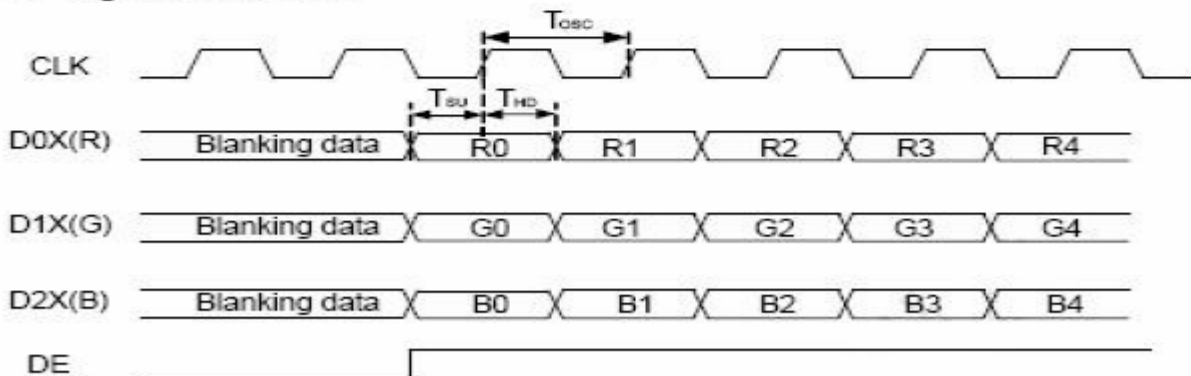 Tosc
CLK
TSU THD
D0X(R) Blanking data R0 R1 R2 R3 R4
D1X(G) Blanking data G0 G1 G2 G3 G4
D2X(B) Blanking data B0 B1 B2 B3 B4
DE